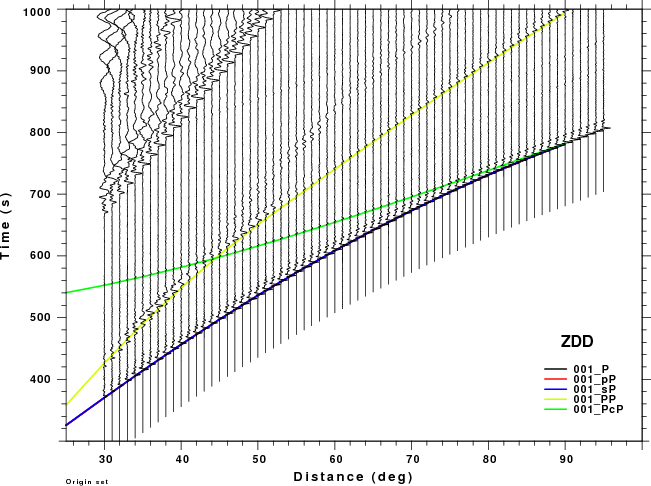 1000
900
800
700
600
500
400
Time (s)
ZDD
001_P
001_pP
001_sP
001_PP
001_PcP
30 40 50 60 70 80 90
Distance (deg)
Origin set